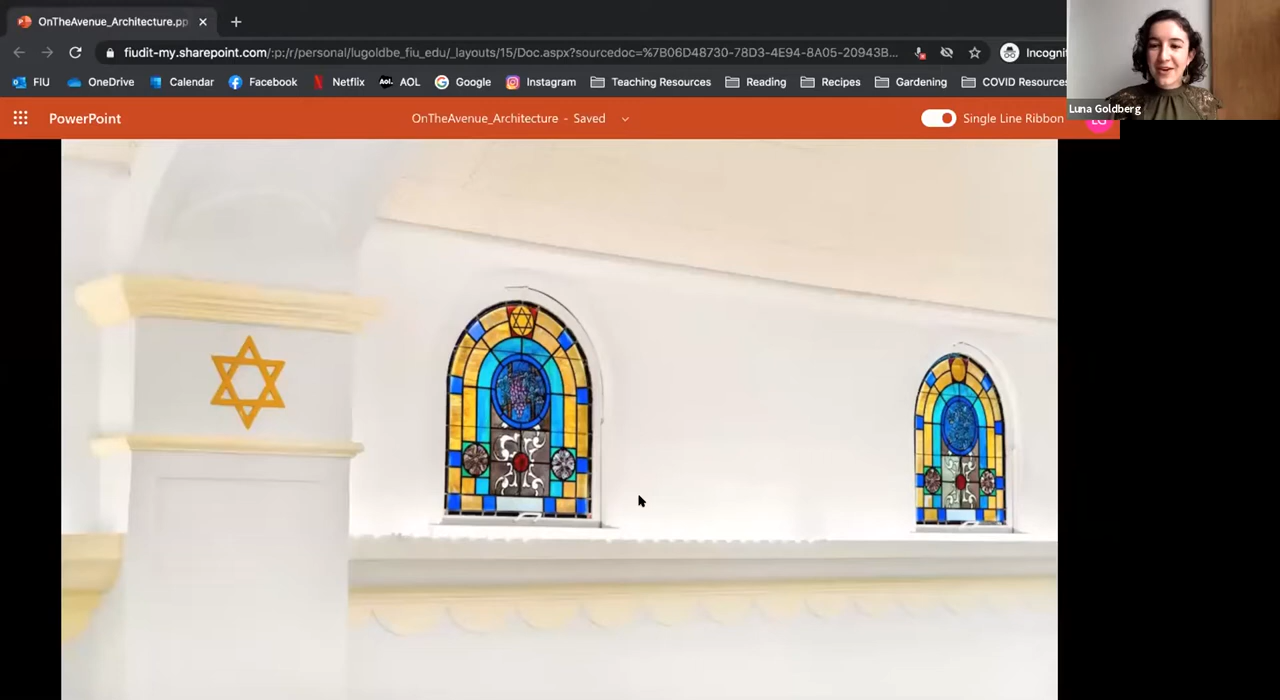 OnTheAvenue_Architecture.pp
fiudit-my.sharepoint.com/:p:/r/personal/lugoldbe_fiu_edu/_layouts/15/Doc.aspx?sourcedoc=%7B06D48730-78D3-4E94-8A05-20943B...
Incognit
FIU OneDrive Calendar Facebook Netflix AOL Google Instagram Teaching Resources Reading Recipes Gardening COVID Resources
Luna Goldberg
PowerPoint OnTheAvenue_Architecture - Saved Single Line Ribbon LG